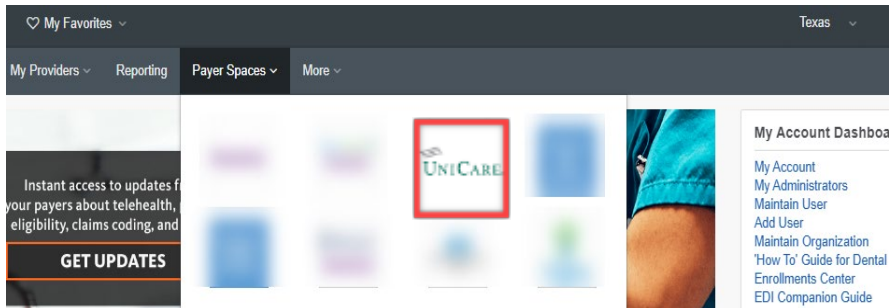 My Favorites
Texas
My Providers
Reporting
Payer Spaces
More
UNICARE
Instant access to updates f
your payers about telehealth,
eligibility, claims coding, and
GET UPDATES
My Account Dashboa
My Account
My Administrators
Maintain User
Add User
Maintain Organization
'How To' Guide for Dental
Enrollments Center
EDI Companion Guide